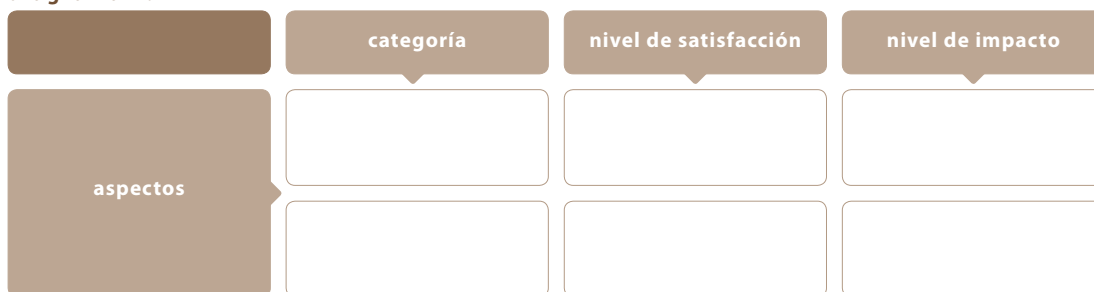 categoría
nivel de satisfacción
nivel de impacto
aspectos